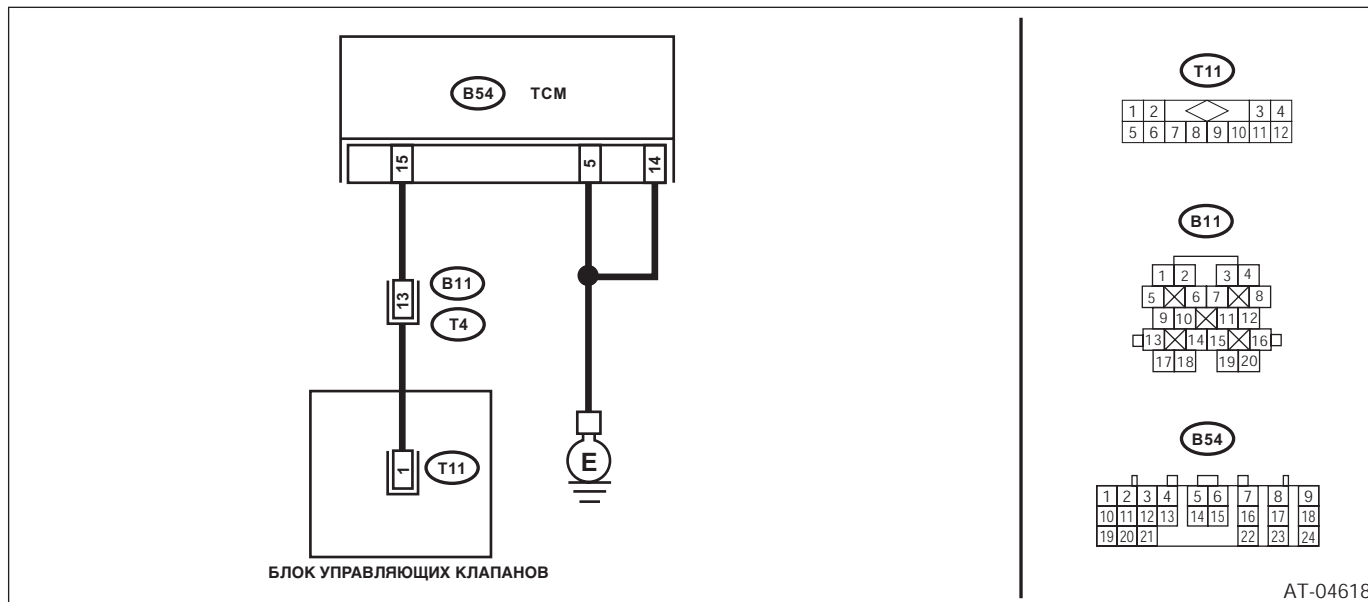 B54 TCM
15 5 14
13
B11
T4
1 T11
E
БЛОК УПРАВЛЯЮЩИХ КЛАПАНОВ
T11
1 2 3 4
5 6 7 8 9 10 11 12
B11
1 2 3 4
5 6 7 8
9 10 11 12
13 14 15 16
17 18 19 20
B54
1 2 3 4 5 6 7 8 9
10 11 12 13 14 15 16 17 18
19 20 21 22 23 24
AT-04618